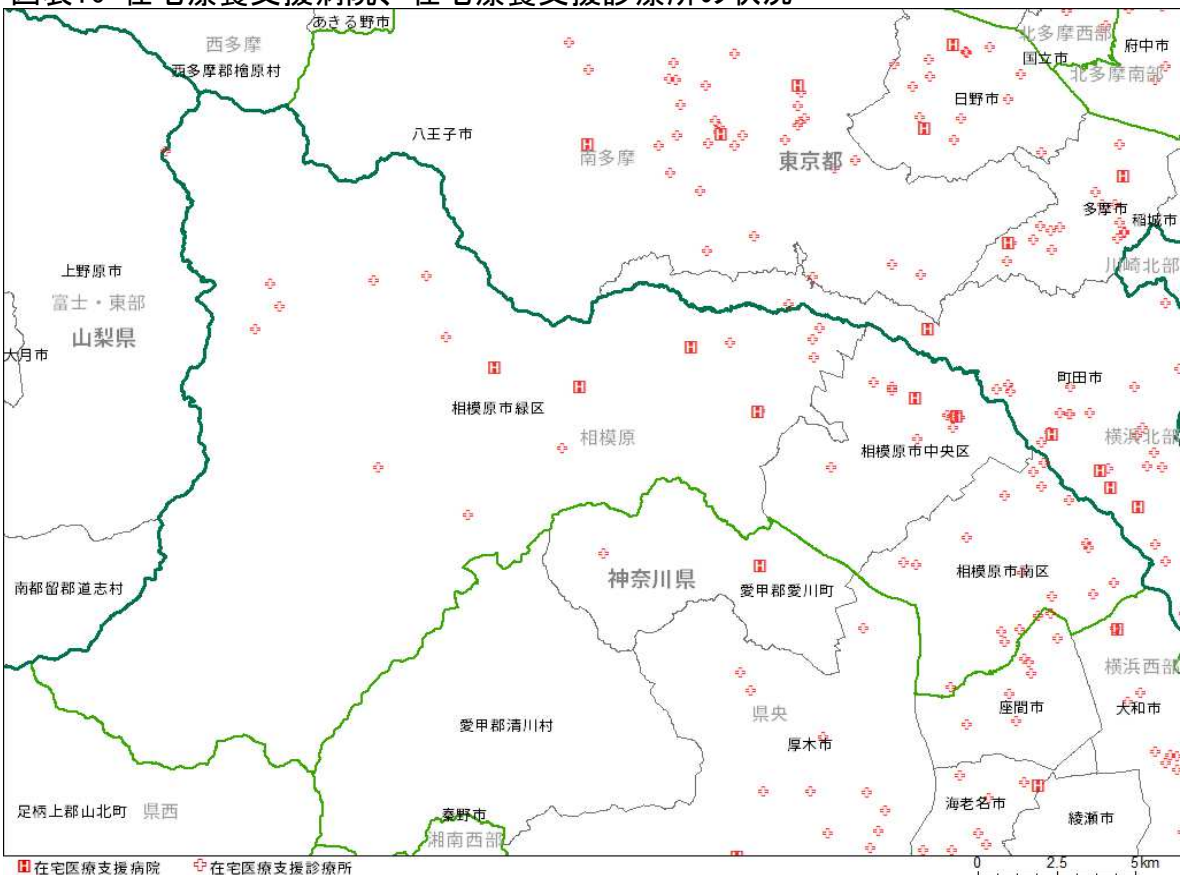 図表10 在宅療養支援病院、在宅療養支援診療所の状況
あきる野市
西多摩
西多摩郡檜原村
北多摩西部
府中市
国立市
北多摩南部
日野市
八王子市
南多摩
東京都
多摩市
稲城市
川崎北部
上野原市
富士・東部
山梨県
大月市
町田市
相模原市緑区
相模原
横浜北部
相模原市中央区
相模原市南区
神奈川県
愛甲郡愛川町
南都留郡道志村
横浜西部
座間市
大和市
県央
愛甲郡清川村
厚木市
足柄上郡山北町
県西
秦野市
湘南西部
海老名市
綾瀬市
在宅医療支援病院
在宅医療支援診療所
0 2.5 5km